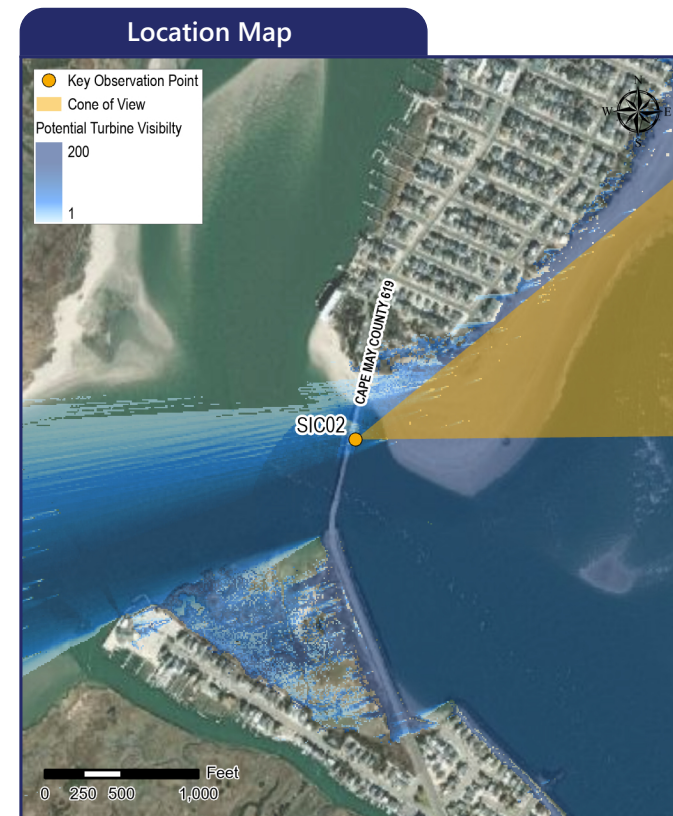 Location Map
Key Observation Point
Cone of View
Potential Turbine Visibilty
200
1
N
W E
S
CAPE MAY COUNTY 619
SIC02
Feet
0 250 500 1,000